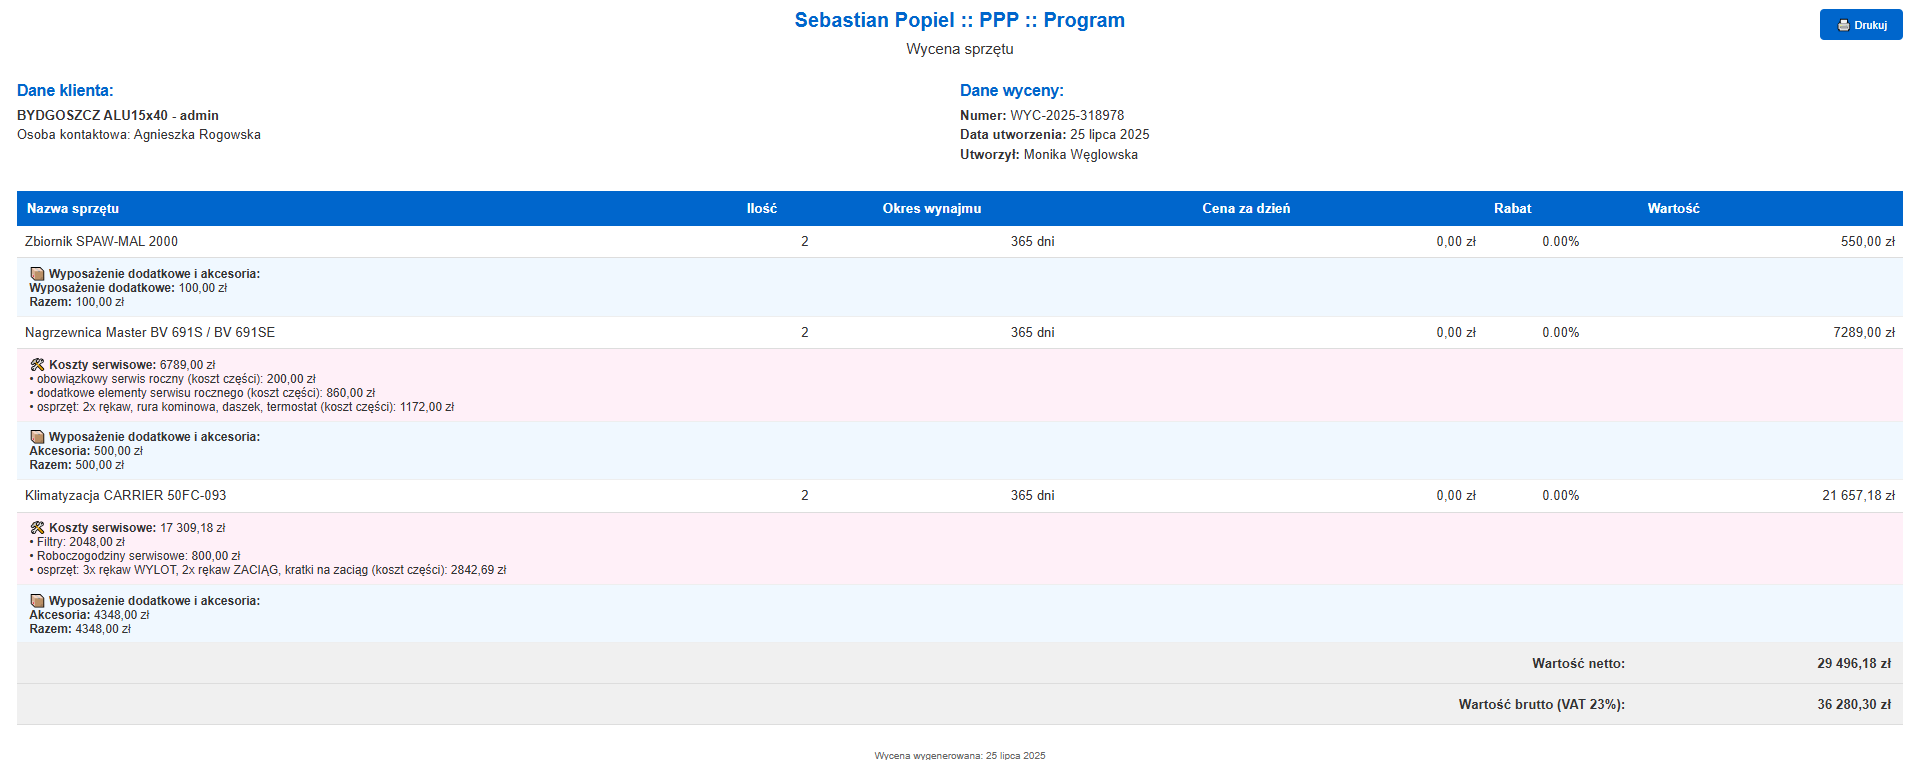 Sebastian Popiel :: PPP :: Program
Drukuj
Wycena sprzętu
Dane klienta:
BYDGOSZCZ ALU15x40 - admin
Osoba kontaktowa: Agnieszka Rogowska
Dane wyceny:
Numer: WYC-2025-318978
Data utworzenia: 25 lipca 2025
Utworzył: Monika Węglowska
Nazwa sprzętu Ilość Okres wynajmu Cena za dzień Rabat Wartość
Zbiornik SPAW-MAL 2000 2 365 dni 0,00 zł 0.00% 550,00 zł
Wyposażenie dodatkowe i akcesoria:
Wyposażenie dodatkowe: 100,00 zł
Razem: 100,00 zł
Nagrzewnica Master BV 691S / BV 691SE 2 365 dni 0,00 zł 0.00% 7289,00 zł
Koszty serwisowe: 6789,00 zł
• obowiązkowy serwis roczny (koszt części): 200,00 zł
• dodatkowe elementy serwisu rocznego (koszt części): 860,00 zł
• osprzęt: 2x rękaw, rura kominowa, daszek, termostat (koszt części): 1172,00 zł
Wyposażenie dodatkowe i akcesoria:
Akcesoria: 500,00 zł
Razem: 500,00 zł
Klimatyzacja CARRIER 50FC-093 2 365 dni 0,00 zł 0.00% 21 657,18 zł
Koszty serwisowe: 17 309,18 zł
• Filtry: 2048,00 zł
• Roboczogodziny serwisowe: 800,00 zł
• osprzęt: 3x rękaw WYLOT, 2x rękaw ZACIĄG, kratki na zaciąg (koszt części): 2842,69 zł
Wyposażenie dodatkowe i akcesoria:
Akcesoria: 4348,00 zł
Razem: 4348,00 zł
Wartość netto: 29 496,18 zł
Wartość brutto (VAT 23%): 36 280,30 zł
Wycena wygenerowana: 25 lipca 2025